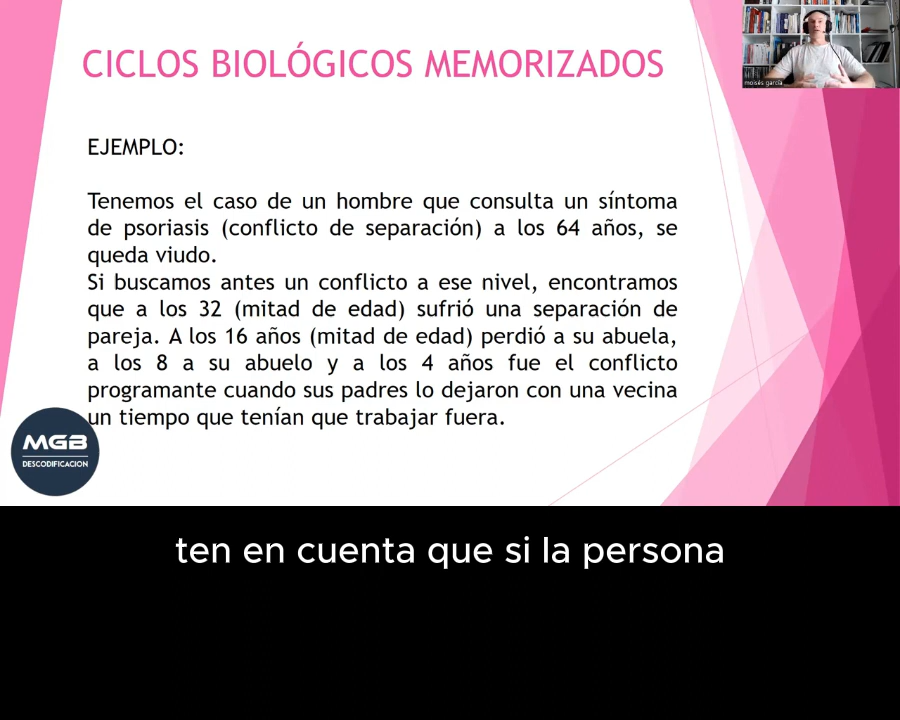 CICLOS BIOLÓGICOS MEMORIZADOS
moisés garcía
EJEMPLO:
Tenemos el caso de un hombre que consulta un síntoma
de psoriasis (conflicto de separación) a los 64 años, se
queda viudo.
Si buscamos antes un conflicto a ese nivel, encontramos
que a los 32 (mitad de edad) sufrió una separación de
pareja. A los 16 años (mitad de edad) perdió a su abuela,
a los 8 a su abuelo y a los 4 años fue el conflicto
programante cuando sus padres lo dejaron con una vecina
un tiempo que tenían que trabajar fuera.
MGB
DESCODIFICACION
ten en cuenta que si la persona